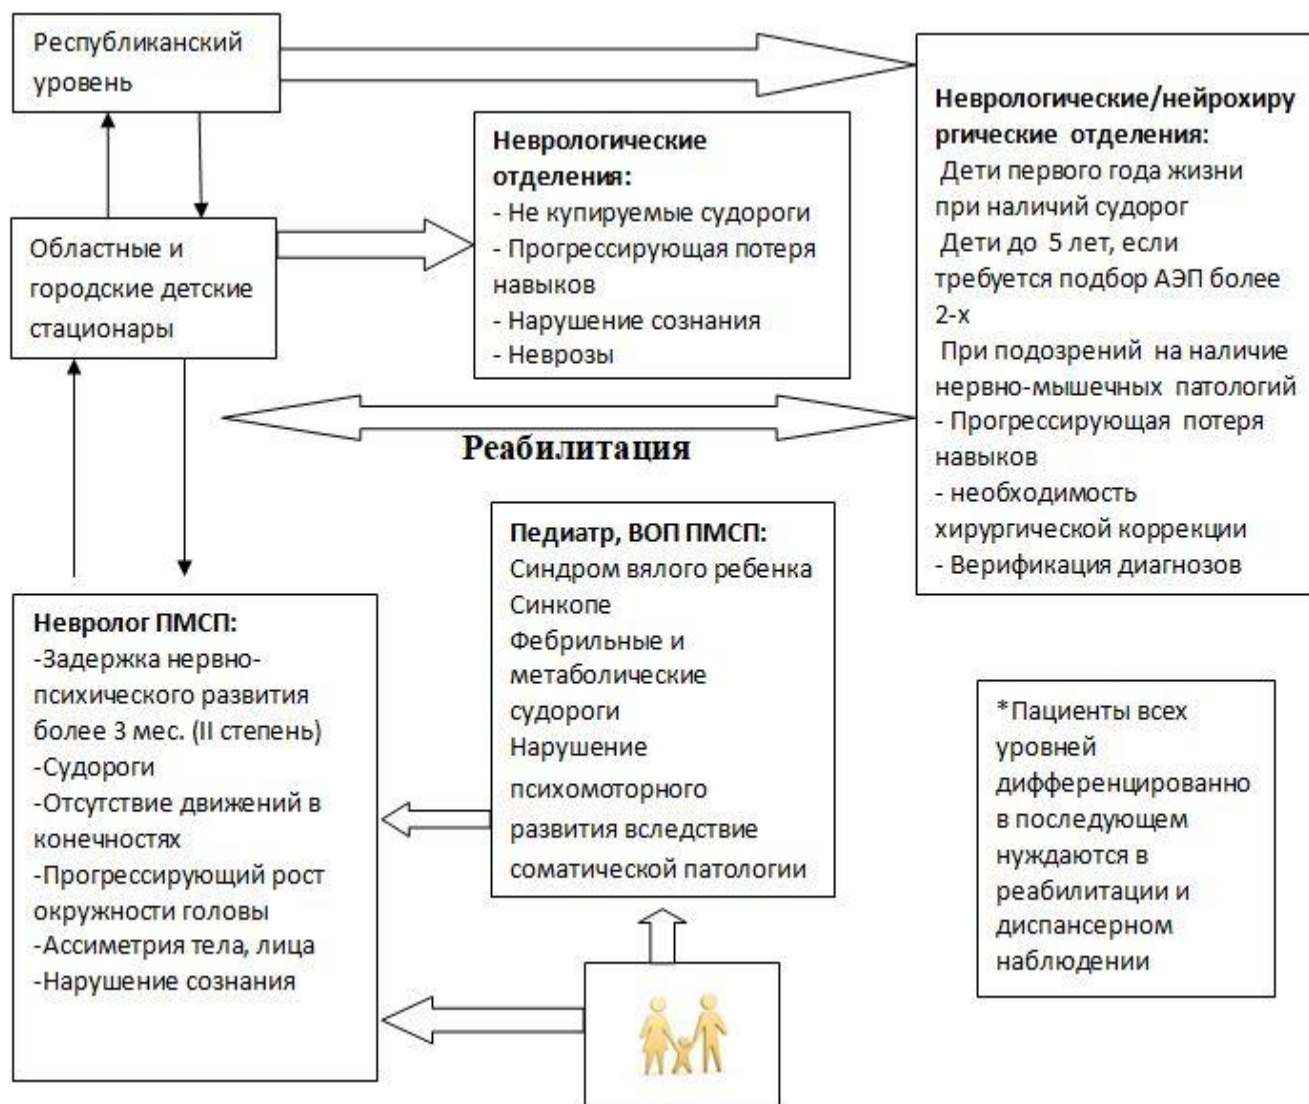 Республиканский
уровень
Неврологические
отделения:
- Не купируемые судороги
- Прогрессирующая потеря
навыков
- Нарушение сознания
- Неврозы
Неврологические/нейрохиру
ргические отделения:
Дети первого года жизни
при наличий судорог
Дети до 5 лет, если
требуется подбор АЭП более
2-х
При подозрений на наличие
нервно-мышечных патологий
- Прогрессирующая потеря
навыков
- необходимость
хирургической коррекции
- Верификация диагнозов
Областные и
городские детские
стационары
Реабилитация
Педиатр, ВОП ПМСП:
Синдром вялого ребенка
Синкопе
Фебрильные и
метаболические
судороги
Нарушение
психомоторного
развития вследствие
соматической патологии
Невролог ПМСП:
-Задержка нервно-
психического развития
более 3 мес. (II степень)
-Судороги
-Отсутствие движений в
конечностях
-Прогрессирующий рост
окружности головы
-Ассиметрия тела, лица
-Нарушение сознания
*Пациенты всех
уровней
дифференцированно
в последующем
нуждаются в
реабилитации и
диспансерном
наблюдении